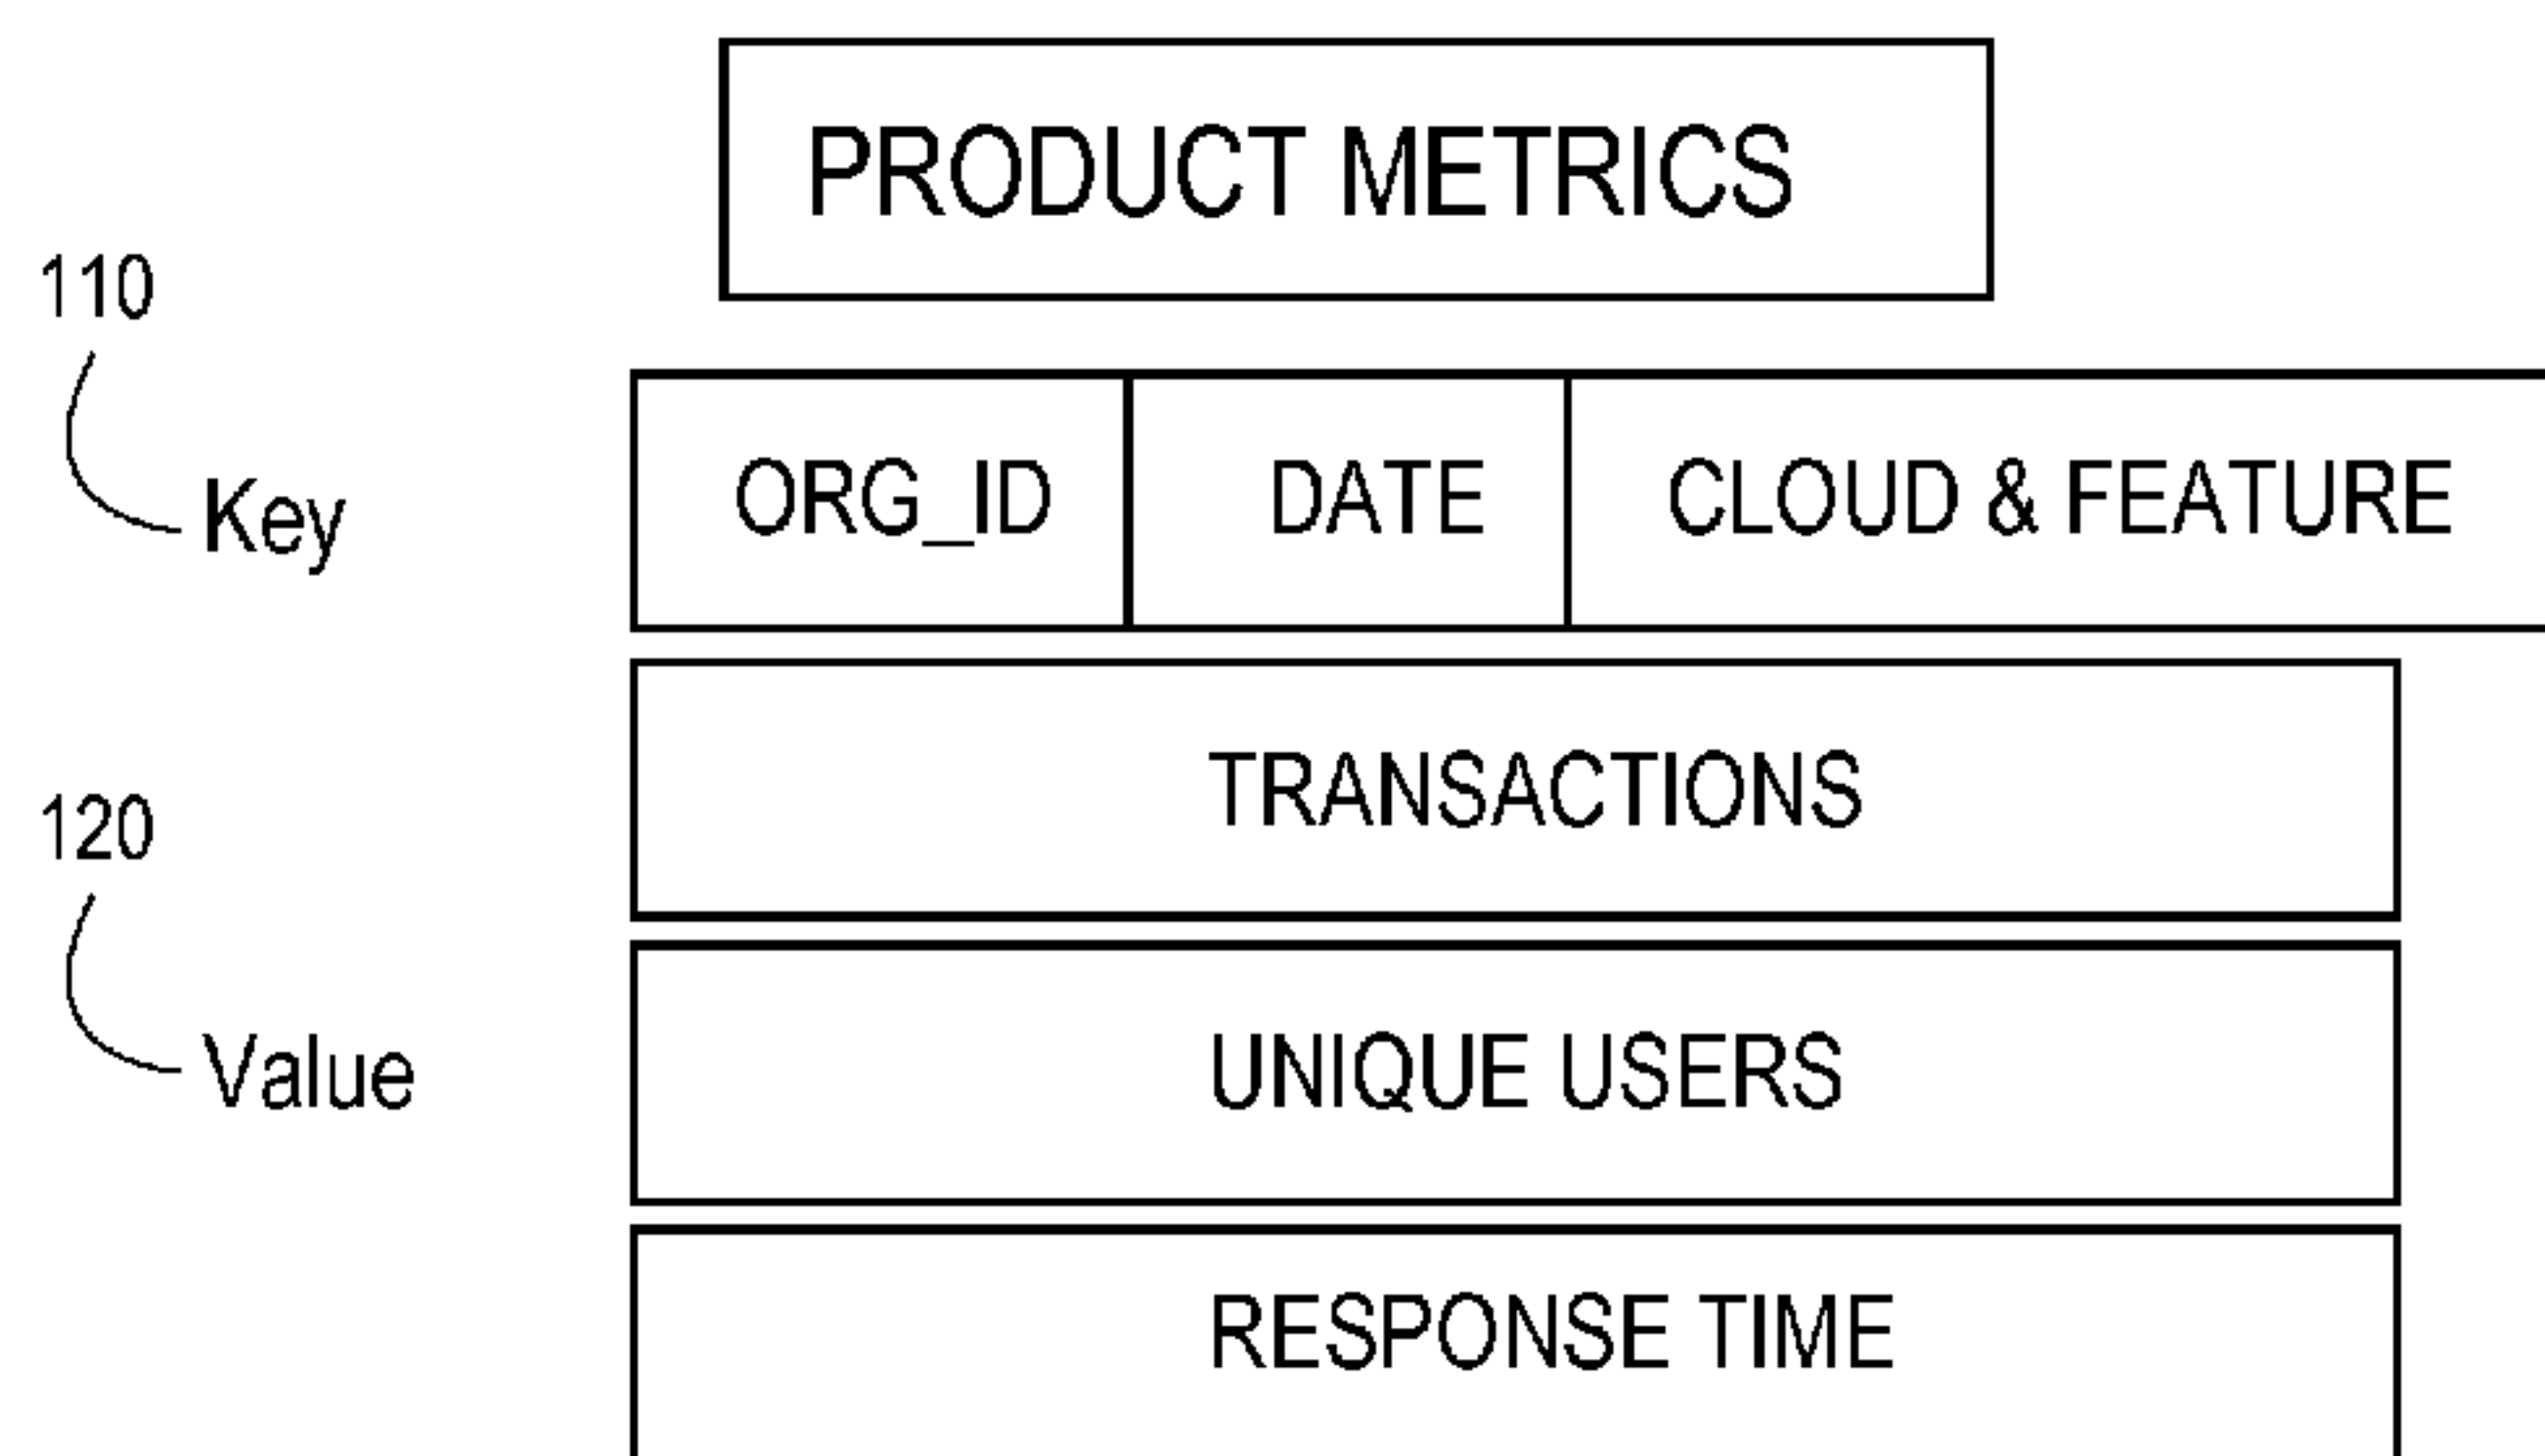 PRODUCT METRICS
110
Key
ORG_ID
DATE
CLOUD & FEATURE
TRANSACTIONS
120
Value
UNIQUE USERS
RESPONSE TIME